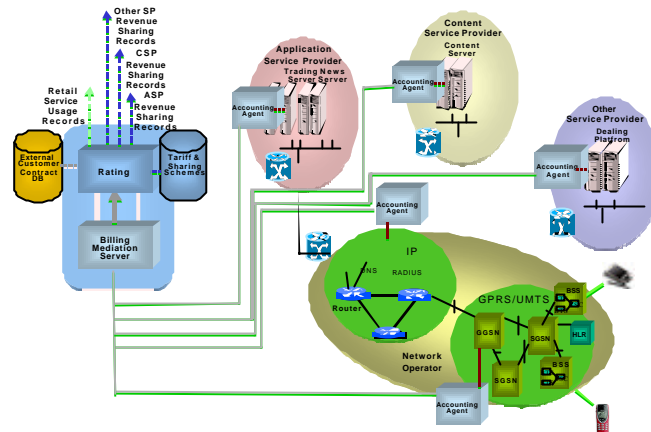 Other SP
Revenue
Sharing
Records
CSP
Revenue
Sharing
Records
ASP
Revenue
Sharing
Records
Retail
Service
Usage
Records
External
Customer
Contract
DB
Rating
Tariff &
Sharing
Schemes
Billing
Mediation
Server
Application
Service Provider
Trading News
Server Server
Accounting
Agent
Content
Service Provider
Content
Server
Accounting
Agent
Other
Service Provider
Dealing
Platfrom
Accounting
Agent
Accounting
Agent
IP
DNS
RADIUS
Router
GPRS/UMTS
BSS
GGSN
SGSN
HLR
SGSN
BSS
Network
Operator
Accounting
Agent